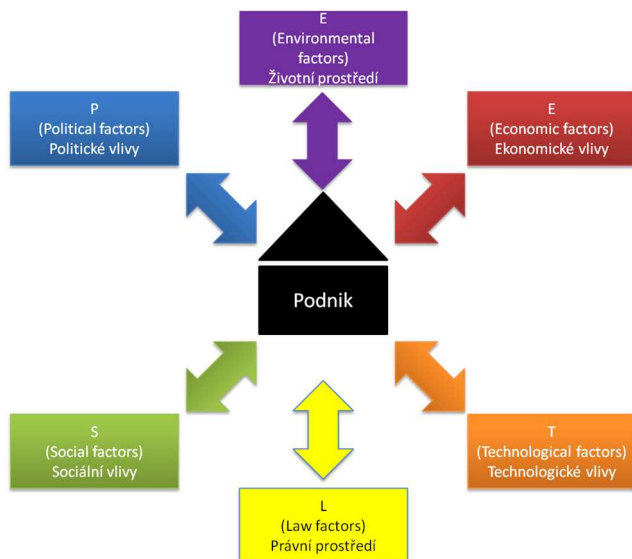 E
(Environmental
factors)
Životní prostředí
P
(Political factors)
Politické vlivy
E
(Economic factors)
Ekonomické vlivy
Podnik
S
(Social factors)
Sociální vlivy
T
(Technological factors)
Technologické vlivy
L
(Law factors)
Právní prostředí